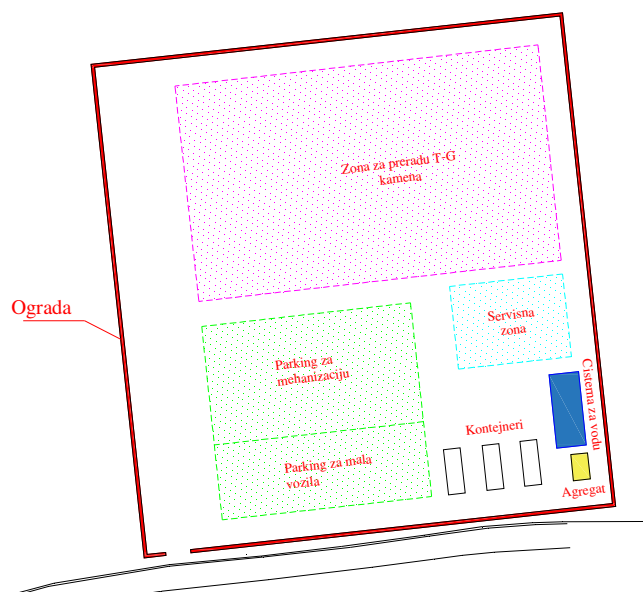 Zona za preradu T-G
kamena
Ograda
Servisna
zona
Parking za
mehanizaciju
Cisterna za vodu
Kontejneri
Parking za mala
vozila
Agregat